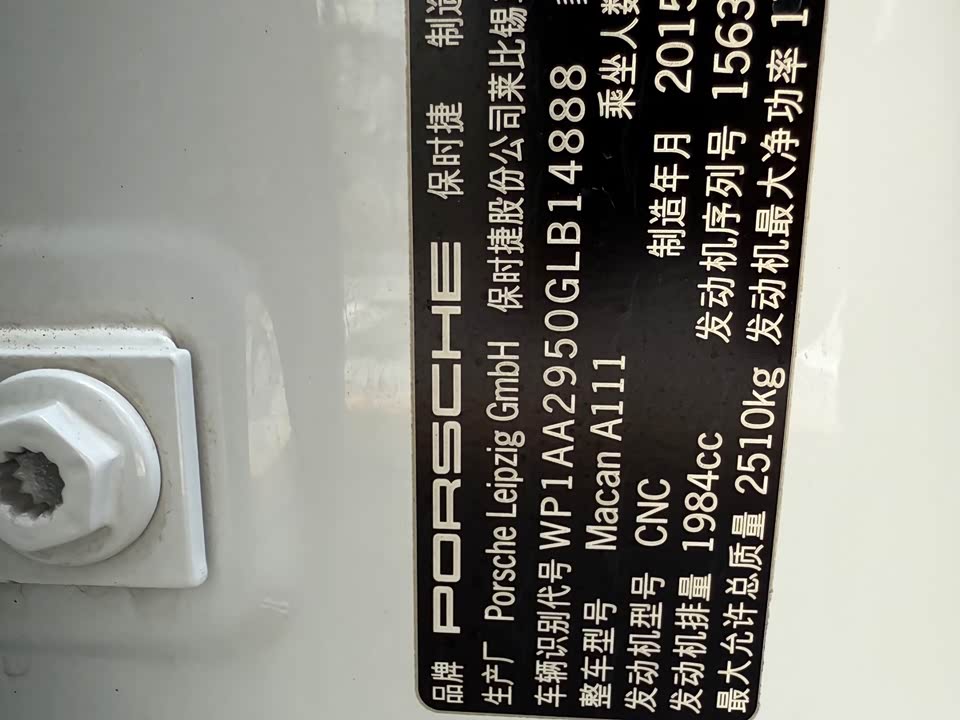 品牌 PORSCHE 保时捷 制造
生产厂 Porsche Leipzig GmbH 保时捷股份公司莱比锡
车辆识别代号 WP1AA2950GLB14888
整车型号 Macan A111 乘坐人数
发动机型号 CNC 制造年月 2015
发动机排量 1984cc 发动机序列号 1563
最大允许总质量 2510kg 发动机最大净功率 1